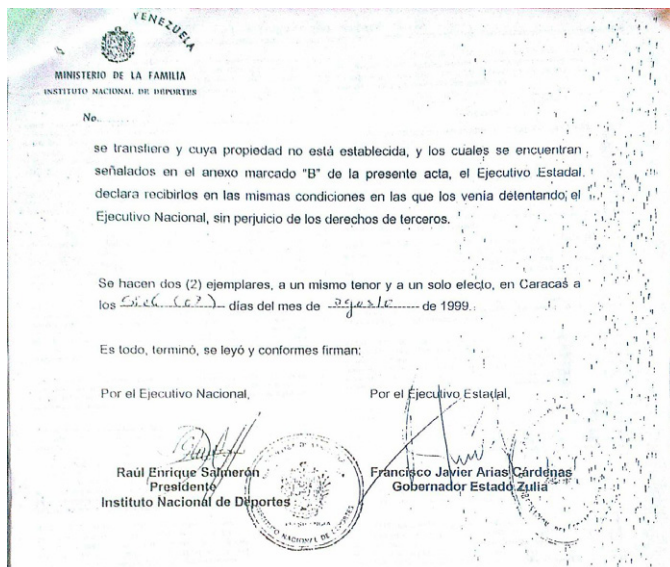 VENEZUELA
MINISTERIO DE LA FAMILIA
INSTITUTO NACIONAL DE DEPORTES
No.
se transfiere y cuya propiedad no está establecida, y los cuales se encuentran
señalados en el anexo marcado "B" de la presente acta, el Ejecutivo Estadal
declara recibirlos en las mismas condiciones en las que los venía detentando el
Ejecutivo Nacional, sin perjuicio de los derechos de terceros.
Se hacen dos (2) ejemplares, a un mismo tenor y a un solo efecto, en Caracas a
los días del mes de agosto de 1999.
Es todo, terminó, se leyó y conformes firman:
Por el Ejecutivo Nacional,
Por el Ejecutivo Estadal,
Raúl Enrique Salmerón
Presidente
Instituto Nacional de Deportes
Francisco Javier Arias Cárdenas
Gobernador Estado Zulia
NACIONAL DE DEPORTES